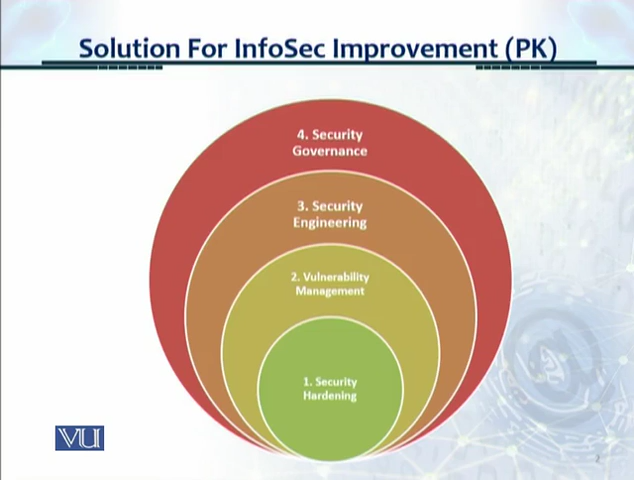 Solution For InfoSec Improvement (PK)
4. Security
Governance
3. Security
Engineering
2. Vulnerability
Management
1. Security
Hardening
VU
2